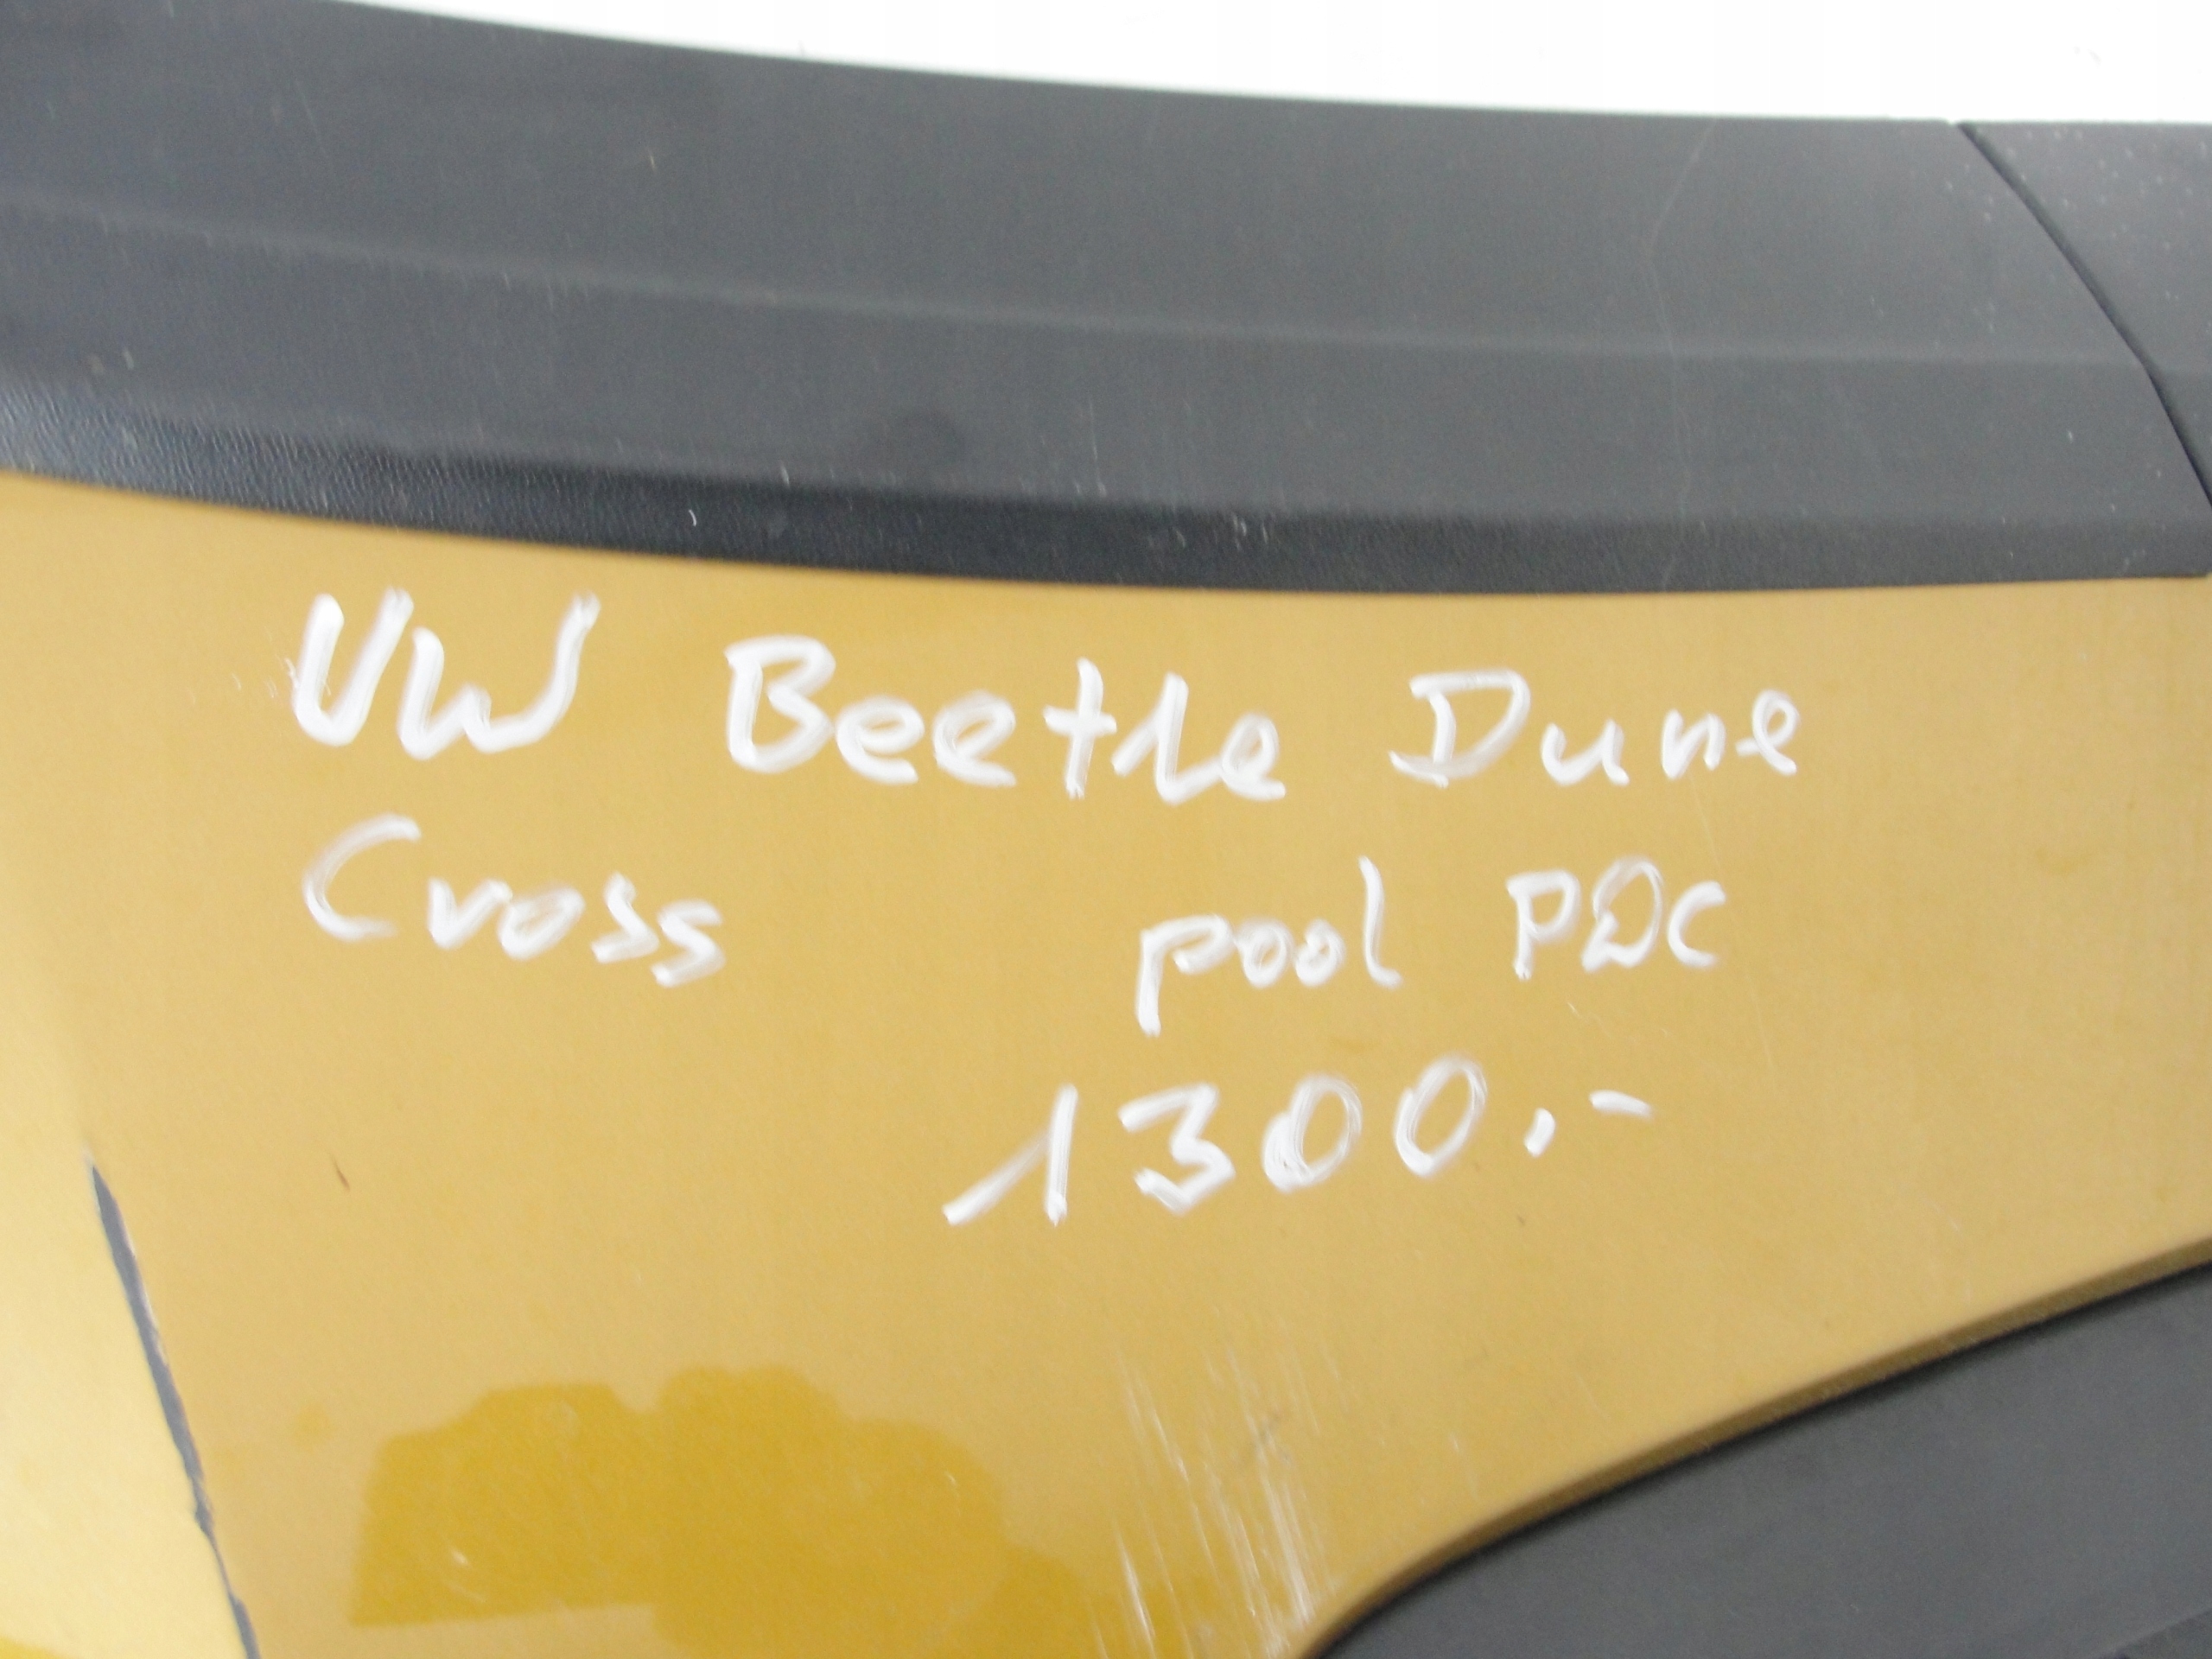 VW Beetle Dune
Cross pool PDC
1300.-